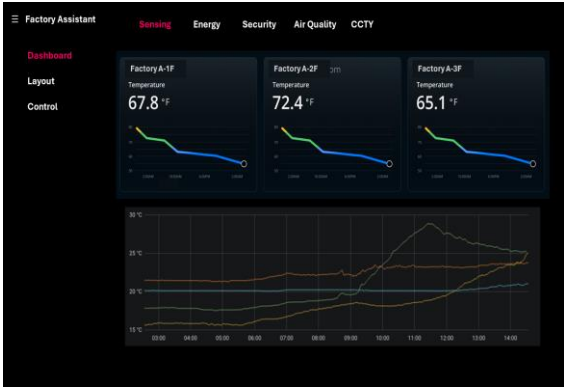 ☰ Factory Assistant
Sensing Energy Security Air Quality CCTY
Dashboard
Layout
Control
Factory A-1F
Temperature
67.8 °F
Factory A-2F
Temperature
72.4 °F
Factory A-3F
Temperature
65.1 °F
30 °C
25 °C
20 °C
15 °C
03:00 04:00 05:00 06:00 07:00 08:00 09:00 10:00 11:00 12:00 13:00 14:00